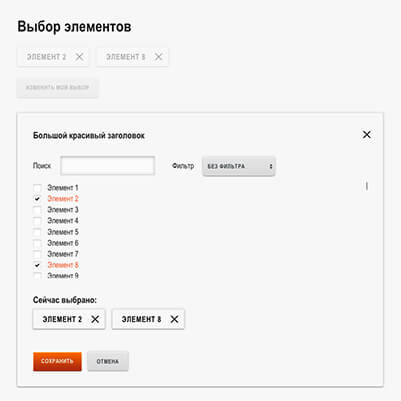 Выбор элементов
ЭЛЕМЕНТ 2 ЭЛЕМЕНТ 8
ИЗМЕНИТЬ МОЙ ВЫБОР
Большой красивый заголовок
Поиск Фильтр БЕЗ ФИЛЬТРА
Элемент 1
Элемент 2
Элемент 3
Элемент 4
Элемент 5
Элемент 6
Элемент 7
Элемент 8
Элемент 9
Сейчас выбрано:
ЭЛЕМЕНТ 2 ЭЛЕМЕНТ 8
СОХРАНИТЬ ОТМЕНА